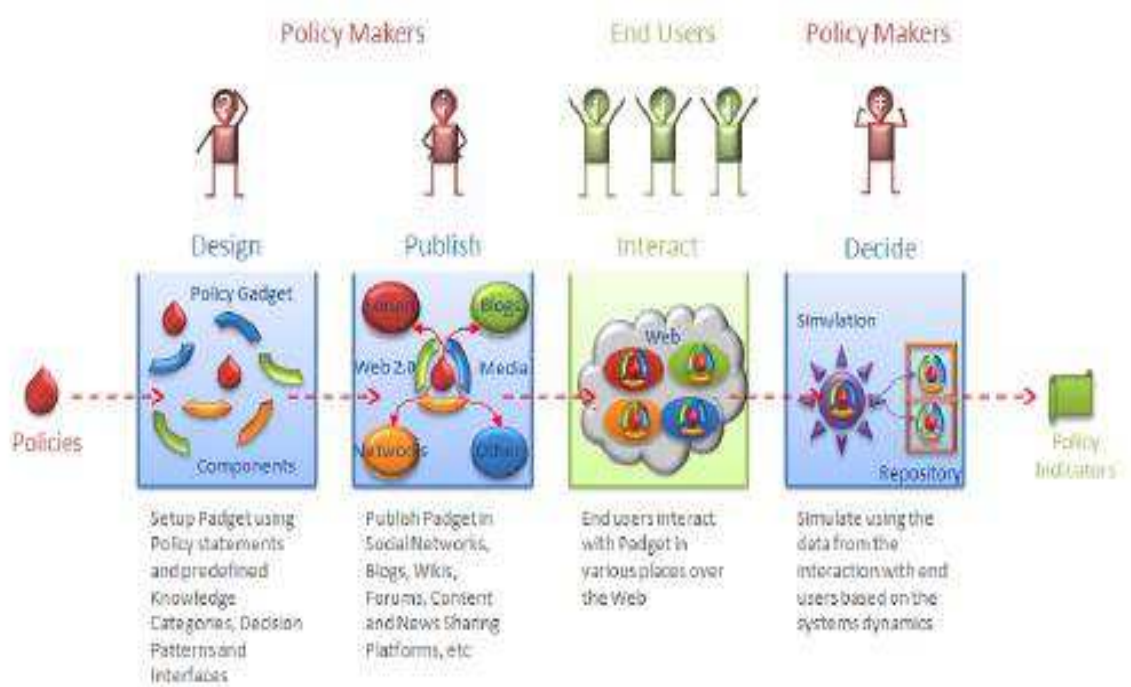 Policy Makers
End Users
Policy Makers
Design
Publish
Interact
Decide
Policy Gadget
Components
Blogs
Web 2.0
Media
Networks
Others
Web
Simulation
Repository
Policies
Policy
Indicators
Setup Padget using
Policy statements
and predefined
Knowledge
Categories, Decision
Patterns and
Interfaces
Publish Padget in
Social Networks,
Blogs, Wikis,
Forums, Content
and News Sharing
Platforms, etc
End users interact
with Padget in
various places over
the Web
Simulate using the
data from the
interaction with end
users based on the
systems dynamics